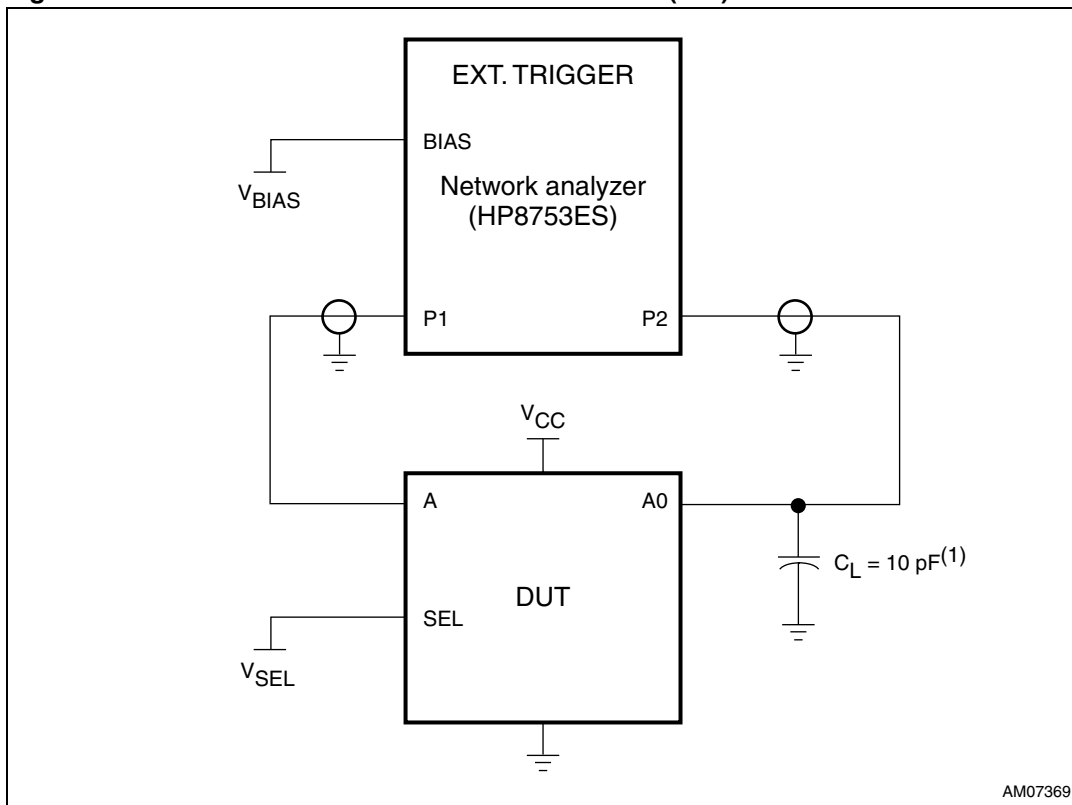 EXT. TRIGGER
BIAS
VBIAS
Network analyzer
(HP8753ES)
P1
P2
VCC
A
A0
CL = 10 pF(1)
DUT
SEL
VSEL
AM07369